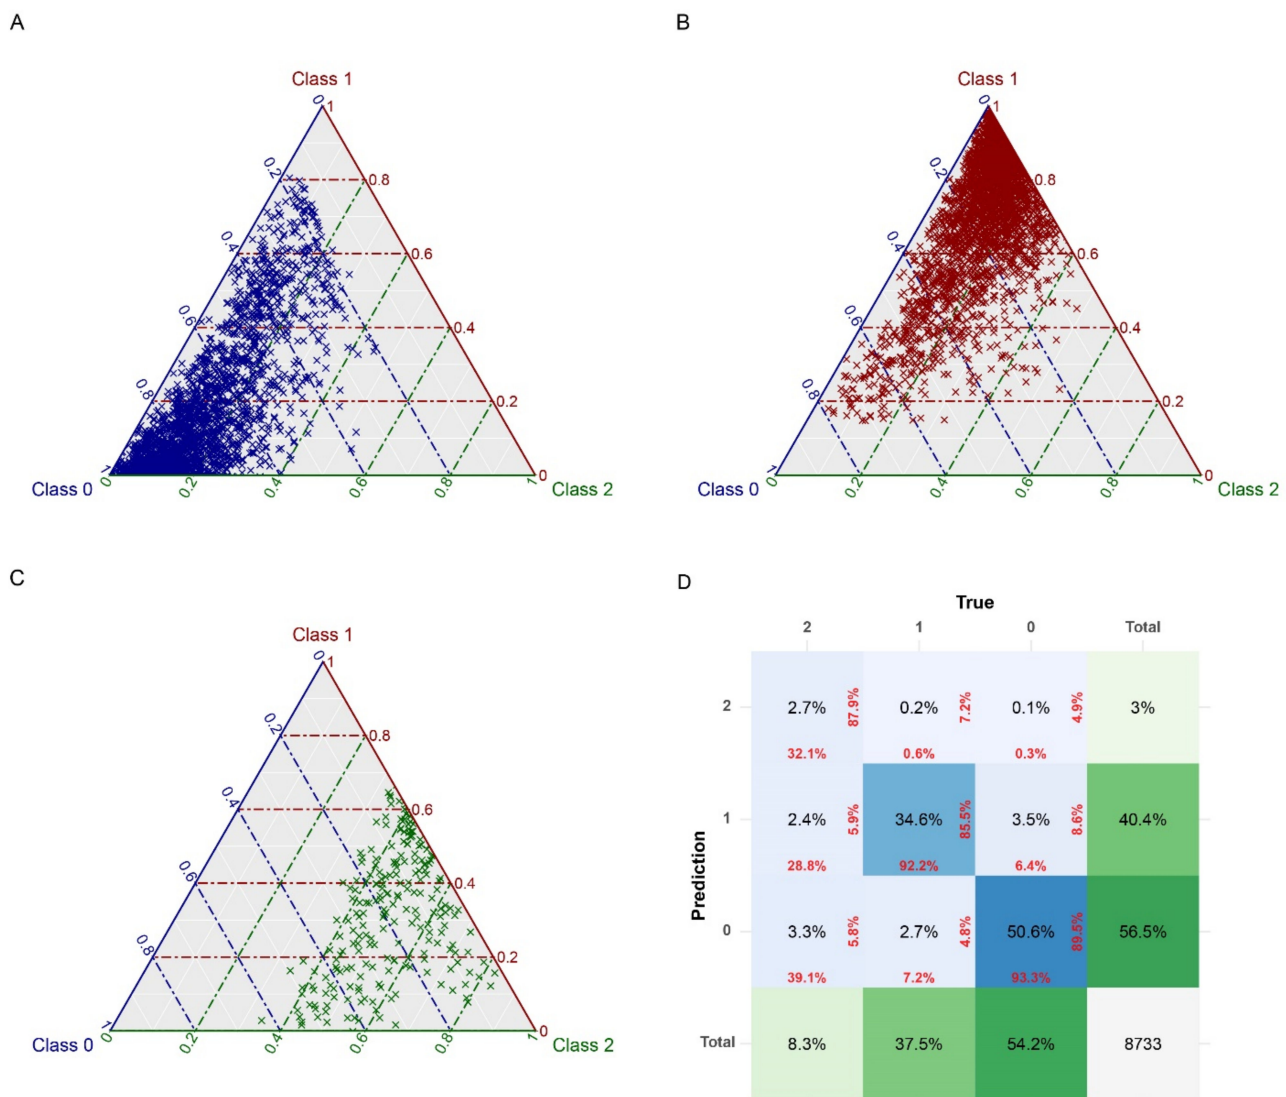 A
B
Class 1
Class 1
0 1
0 1
0.2 0.8
0.2 0.8
0.4 0.6
0.4 0.6
0.6 0.4
0.6 0.4
0.8 0.2
0.8 0.2
1 0
1 0
Class 0 0 0.2 0.4 0.6 0.8 1 Class 2
Class 0 0 0.2 0.4 0.6 0.8 1 Class 2
C
Class 1
0 1
0.2 0.8
0.4 0.6
0.6 0.4
0.8 0.2
1 0
Class 0 0 0.2 0.4 0.6 0.8 1 Class 2
D
True
2 1 0 Total
Prediction
2 2.7% 87.9% 0.2% 7.2% 0.1% 4.9% 3%
32.1% 0.6% 0.3%
1 2.4% 5.9% 34.6% 85.5% 3.5% 8.6% 40.4%
28.8% 92.2% 6.4%
0 3.3% 5.8% 2.7% 4.8% 50.6% 89.5% 56.5%
39.1% 7.2% 93.3%
Total 8.3% 37.5% 54.2% 8733